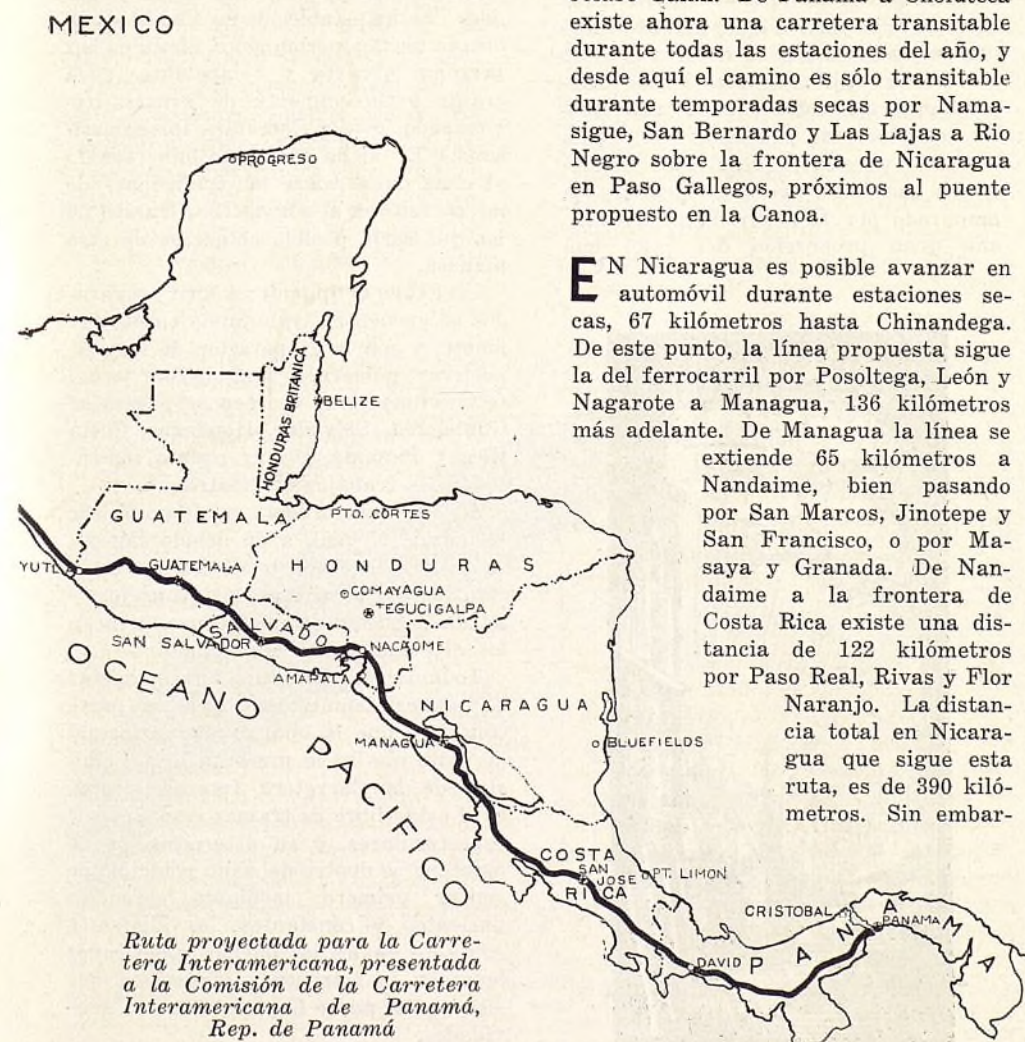 existe ahora una carretera transitable
durante todas las estaciones del año, y
desde aquí el camino es sólo transitable
durante temporadas secas por Nama-
sigue, San Bernardo y Las Lajas a Rio
Negro sobre la frontera de Nicaragua
en Paso Gallegos, próximos al puente
propuesto en la Canoa.
EN Nicaragua es posible avanzar en
automóvil durante estaciones se-
cas, 67 kilómetros hasta Chinandega.
De este punto, la línea propuesta sigue
la del ferrocarril por Posoltega, León y
Nagarote a Managua, 136 kilómetros
más adelante. De Managua la línea se
extiende 65 kilómetros a
Nandaime, bien pasando
por San Marcos, Jinotepe y
San Francisco, o por Ma-
saya y Granada. De Nan-
daime a la frontera de
Costa Rica existe una dis-
tancia de 122 kilómetros
por Paso Real, Rivas y Flor
Naranjo. La distan-
cia total en Nicara-
gua que sigue esta
ruta, es de 390 kiló-
metros. Sin embar-
MEXICO
PROGRESO
HONDURAS BRITANICA
BELIZE
GUATEMALA
PTO. CORTES
YUTLA
GUATEMALA
HONDURAS
COMAYAGUA
TEGUCIGALPA
SALVADOR
SAN SALVADOR
NACAOME
AMAPALA
OCEANO PACIFICO
NICARAGUA
MANAGUA
BLUEFIELDS
COSTA RICA
SAN JOSE
PT. LIMON
CRISTOBAL
PANAMA
DAVID
PANAMA
Ruta proyectada para la Carre-
tera Interamericana, presentada
a la Comisión de la Carretera
Interamericana de Panamá,
Rep. de Panamá